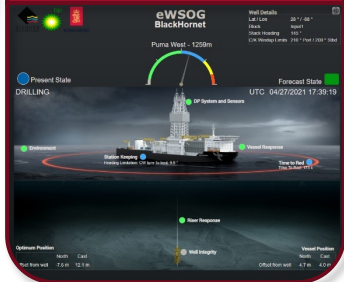 eWSOG
BlackHornet
Puma West - 1259m
Well Details
Lat / Lon 28 ° / -88 °
Block
Stack Heading
Present State
Forecast State
DRILLING
UTC 04/27/2021 17:39:19
DP System and Sensors
Environment
Vessel Response
Station Keeping
Time to Red
Riser Response
Well Integrity
Optimum Position
North East
Offset from well -7.6 m 12.9 m
Vessel Position
North East
Offset from well 4.7 m 4.0 m